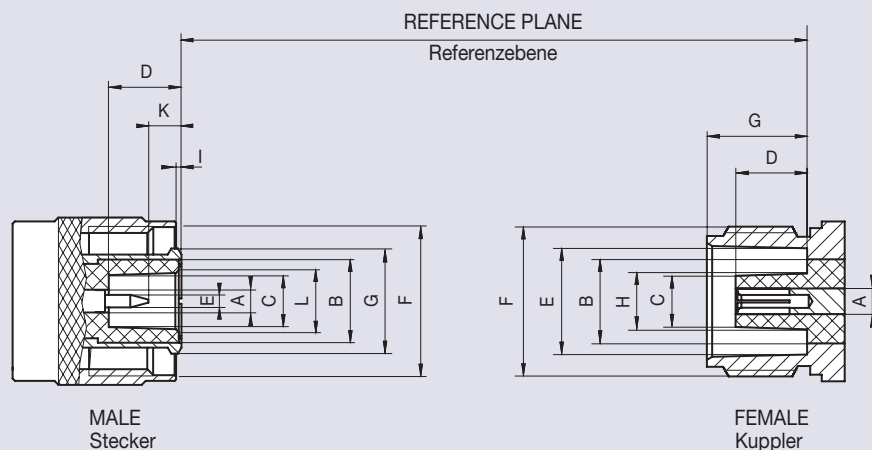 REFERENCE PLANE
Referenzebene
D
K
I
G
D
E
A
C
L
B
G
F
F
E
B
H
C
A
MALE
Stecker
FEMALE
Kuppler